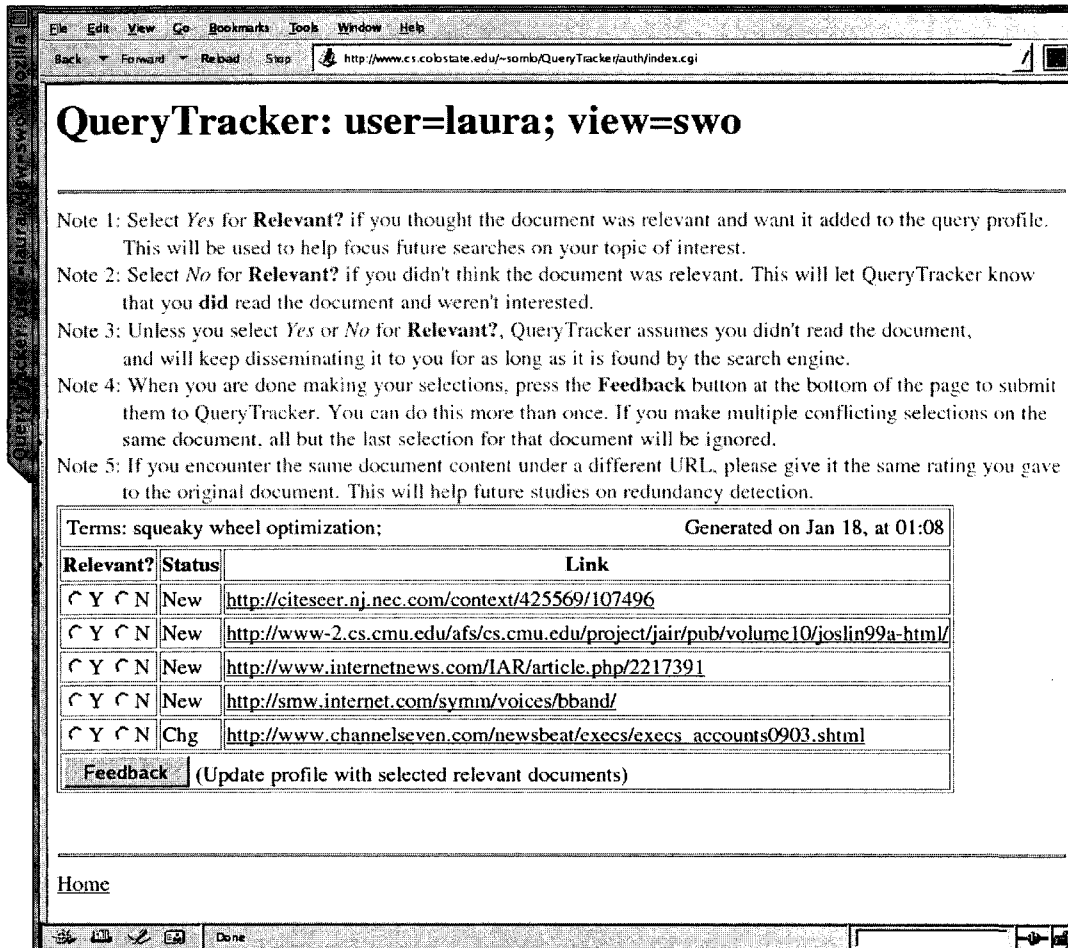 File Edit View Go Bookmarks Tools Window Help
Back Forward Reload Stop http://www.cs.colostate.edu/~somlo/QueryTracker/auth/index.cgi
QueryTracker: user=laura; view=swo
Note 1: Select Yes for Relevant? if you thought the document was relevant and want it added to the query profile.
This will be used to help focus future searches on your topic of interest.
Note 2: Select No for Relevant? if you didn't think the document was relevant. This will let QueryTracker know
that you did read the document and weren't interested.
Note 3: Unless you select Yes or No for Relevant?, QueryTracker assumes you didn't read the document,
and will keep disseminating it to you for as long as it is found by the search engine.
Note 4: When you are done making your selections, press the Feedback button at the bottom of the page to submit
them to QueryTracker. You can do this more than once. If you make multiple conflicting selections on the
same document, all but the last selection for that document will be ignored.
Note 5: If you encounter the same document content under a different URL, please give it the same rating you gave
to the original document. This will help future studies on redundancy detection.
Terms: squeaky wheel optimization; Generated on Jan 18, at 01:08
Relevant? Status Link
Y N New http://citeseer.nj.nec.com/context/425569/107496
Y N New http://www-2.cs.cmu.edu/afs/cs.cmu.edu/project/jair/pub/volume10/joslin99a-html/
Y N New http://www.internetnews.com/IAR/article.php/2217391
Y N New http://smw.internet.com/symm/voices/bband/
Y N Chg http://www.channelseven.com/newsbeat/execs/execs_accounts0903.shtml
Feedback (Update profile with selected relevant documents)
Home
Done
QueryTracker: user=laura; view=swo - Mozilla